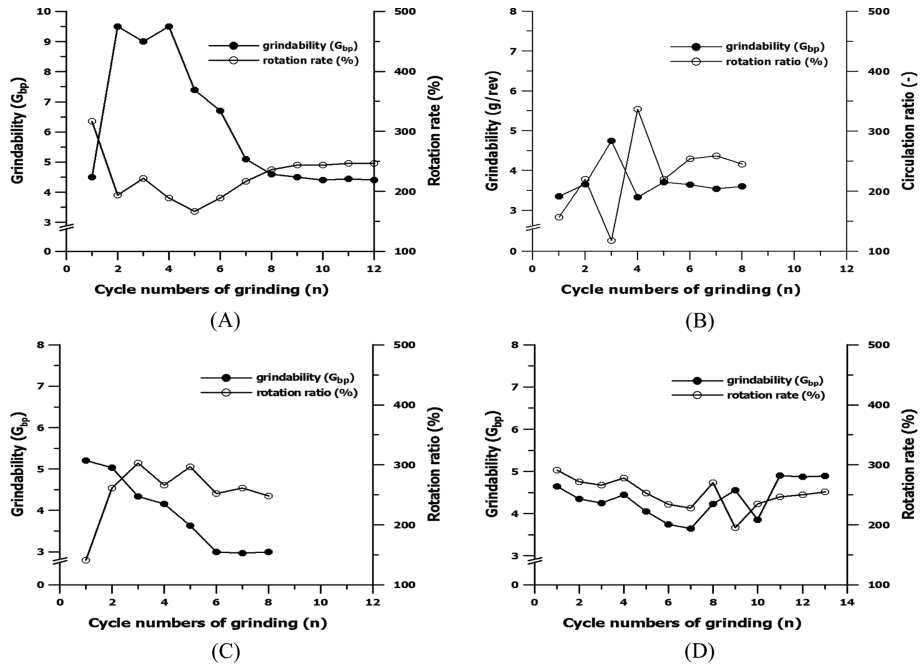 10
9
8
7
6
5
4
3
0
500
400
300
200
100
0 2 4 6 8 10 12
Grindability (Gbp)
Rotation rate (%)
grindability (Gbp)
rotation rate (%)
Cycle numbers of grinding (n)
(A)
8
7
6
5
4
3
0
500
400
300
200
100
0 2 4 6 8 10 12 14
Grindability (g/rev)
Circulation ratio (-)
grindability (Gbp)
rotation ratio (%)
Cycle numbers of grinding (n)
(B)
8
7
6
5
4
3
0
500
400
300
200
100
0 2 4 6 8 10 12
Grindability (Gbp)
Rotation ratio (%)
grindability (Gbp)
rotation ratio (%)
Cycle numbers of grinding (n)
(C)
8
7
6
5
4
3
0
500
400
300
200
100
0 2 4 6 8 10 12 14
Grindability (Gbp)
Rotation rate (%)
grindability (Gbp)
rotation rate (%)
Cycle numbers of grinding (n)
(D)